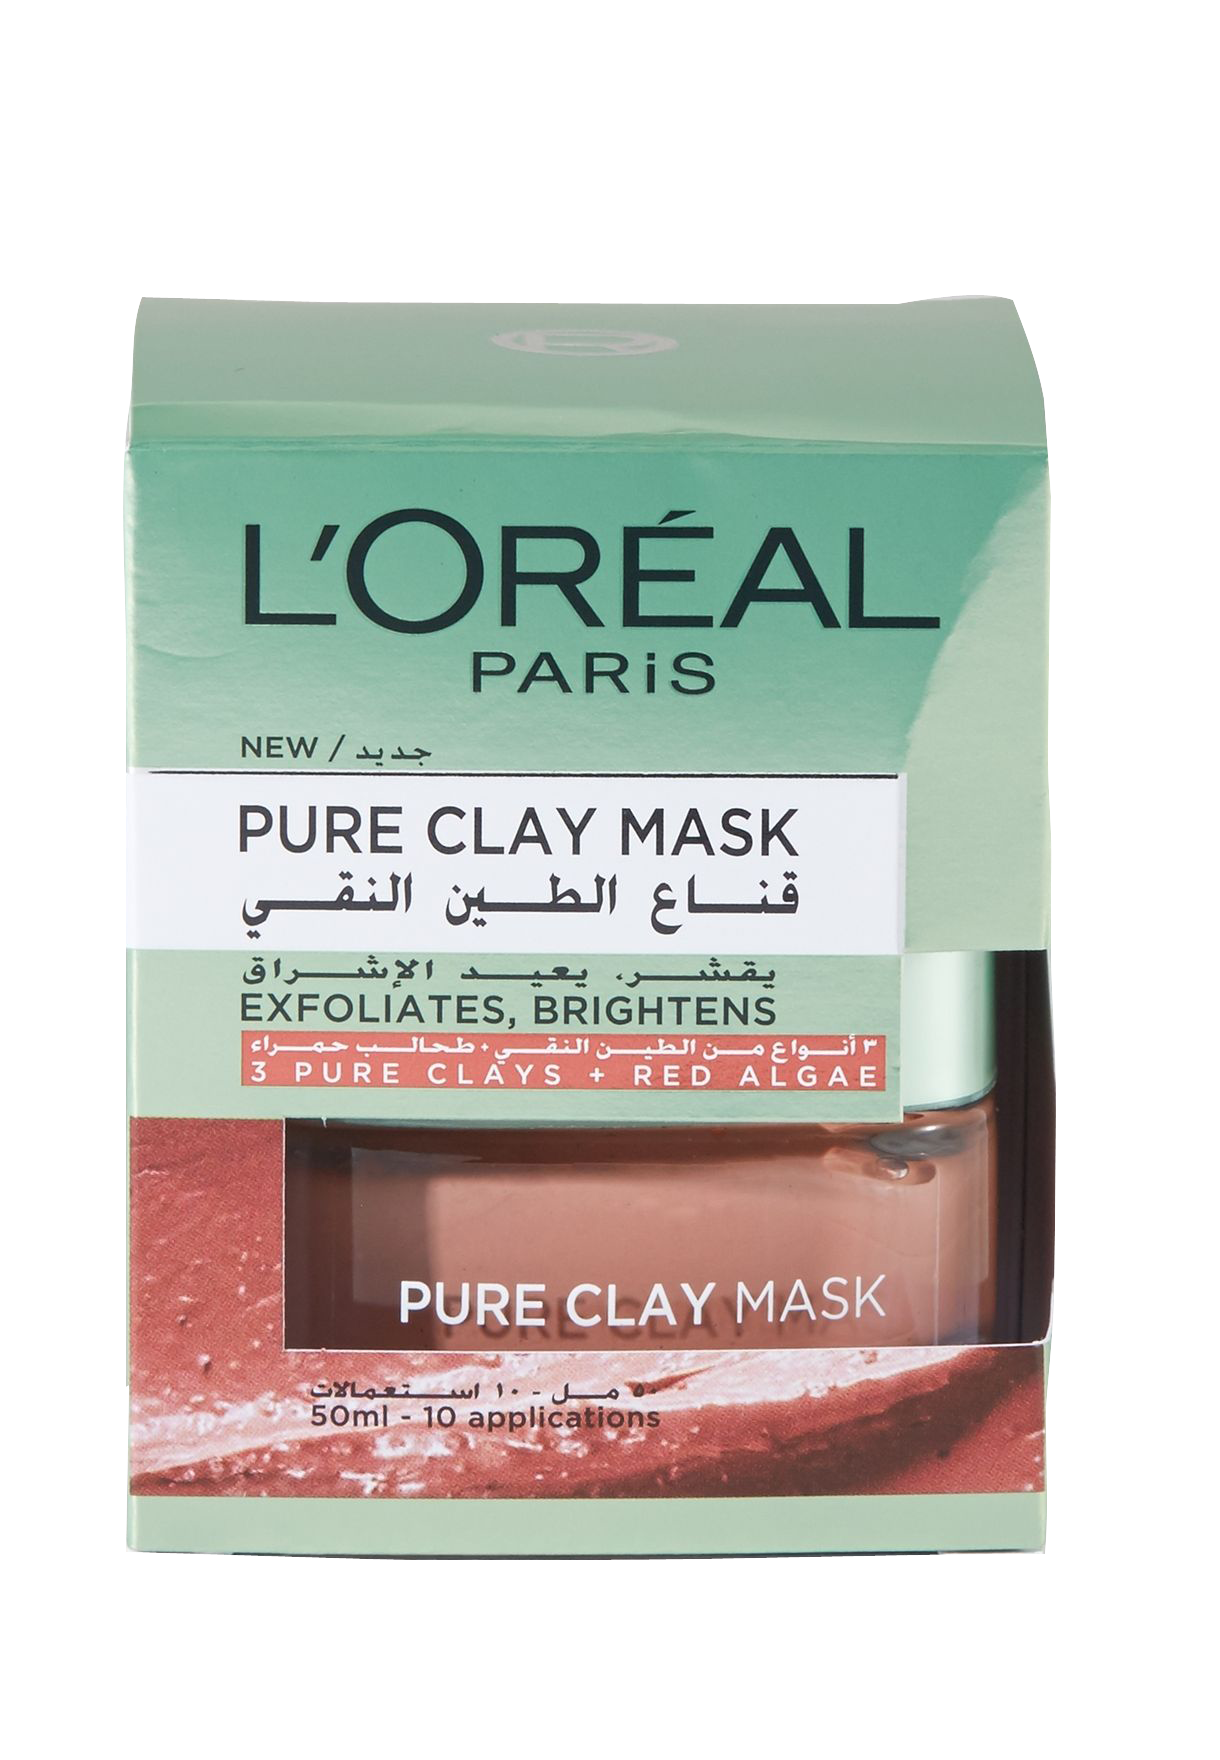 L'ORÉAL
PARiS
NEW / جديد
PURE CLAY MASK
قناع الطين النقي
يقشر، يعيد الإشراق
EXFOLIATES, BRIGHTENS
٣ أنواع من الطين النقي + طحالب حمراء
3 PURE CLAYS + RED ALGAE
PURE CLAY MASK
٥٠ مل - ١٠ استعمالات
50ml - 10 applications